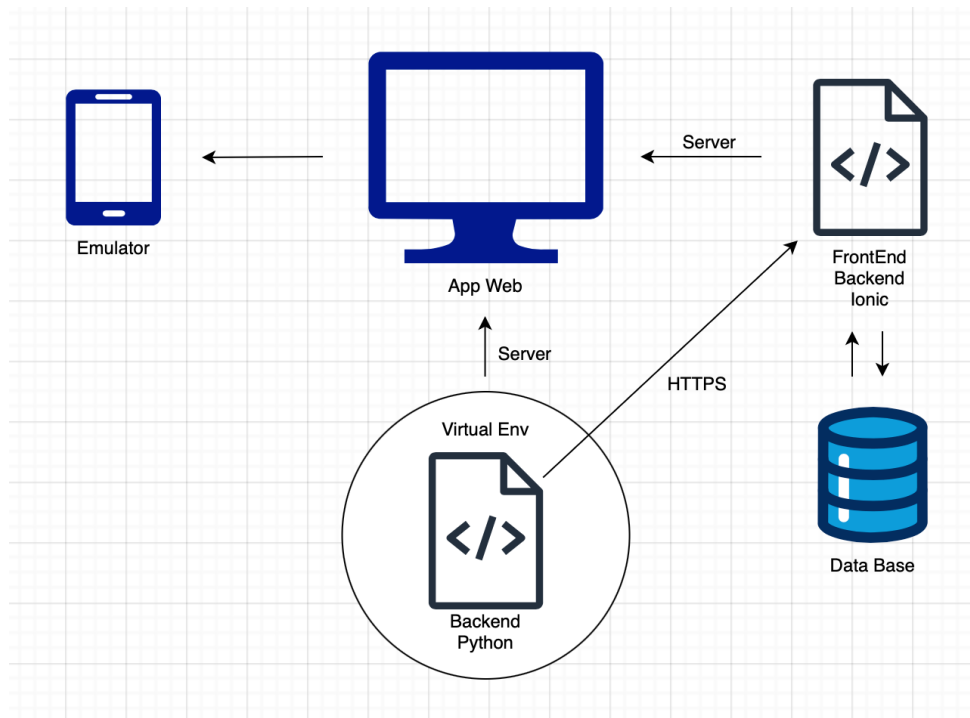 Server
Emulator
App Web
FrontEnd
Backend
Ionic
Server
HTTPS
Virtual Env
</>
</>
Backend
Python
Data Base